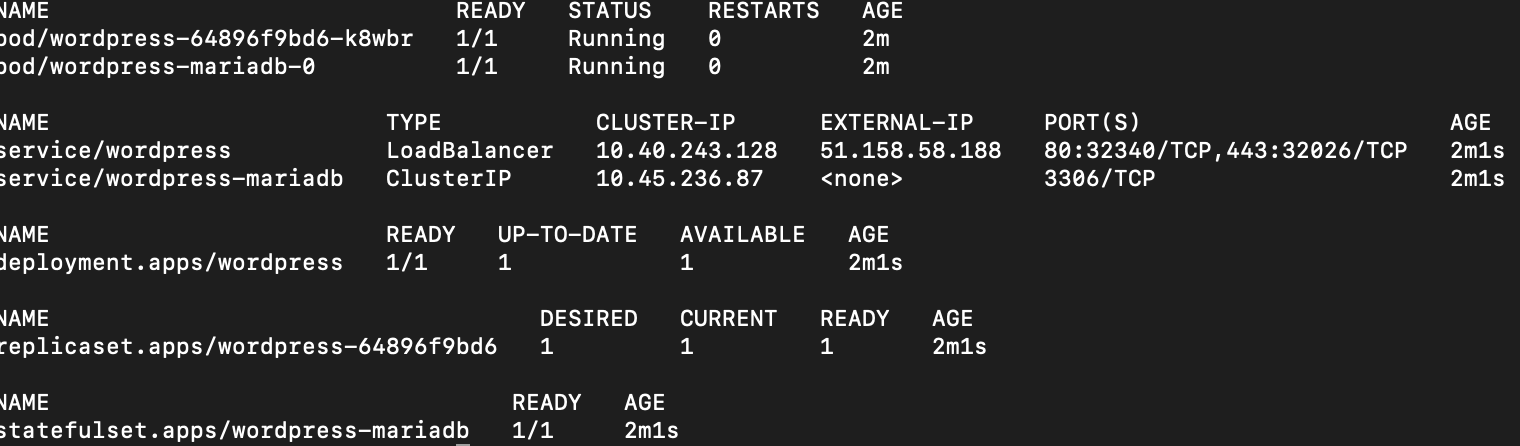 NAME                             READY   STATUS    RESTARTS   AGE
pod/wordpress-64896f9bd6-k8wbr   1/1     Running   0          2m
pod/wordpress-mariadb-0          1/1     Running   0          2m
NAME                        TYPE           CLUSTER-IP      EXTERNAL-IP     PORT(S)                      AGE
service/wordpress           LoadBalancer   10.40.243.128   51.158.58.188   80:32340/TCP,443:32026/TCP   2m1s
service/wordpress-mariadb   ClusterIP      10.45.236.87    <none>          3306/TCP                     2m1s
NAME                        READY   UP-TO-DATE   AVAILABLE   AGE
deployment.apps/wordpress   1/1     1            1           2m1s
NAME                                   DESIRED   CURRENT   READY   AGE
replicaset.apps/wordpress-64896f9bd6   1         1         1       2m1s
NAME                                 READY   AGE
statefulset.apps/wordpress-mariadb   1/1     2m1s